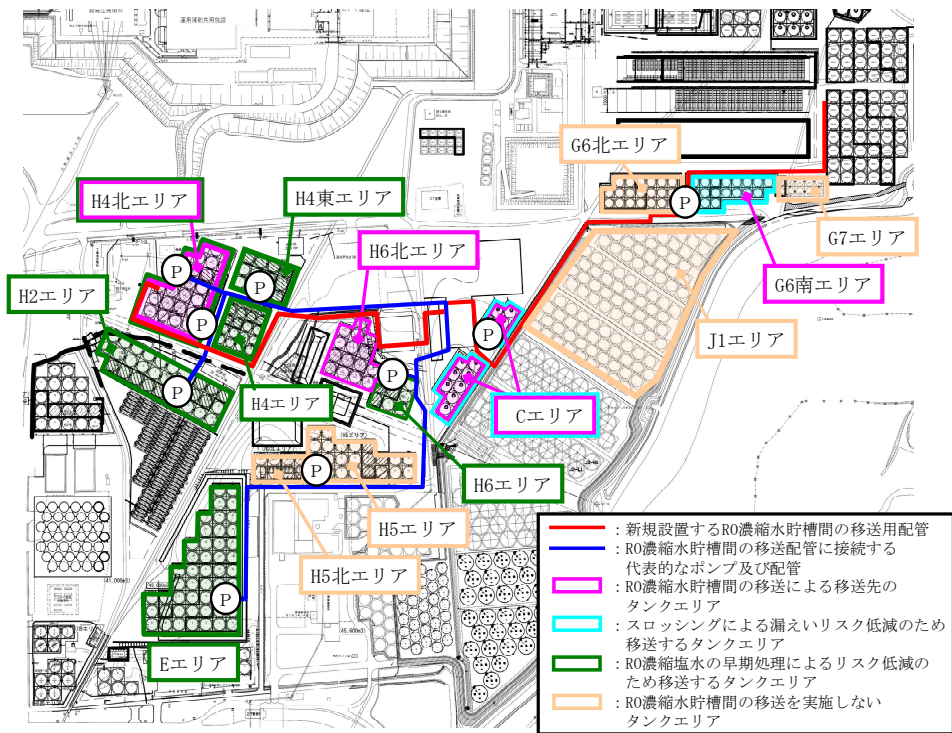 運用補助共用施設
G6北エリア
H4北エリア
H4東エリア
G7エリア
H6北エリア
G6南エリア
H2エリア
J1エリア
H4エリア
Cエリア
H6エリア
H5エリア
H5北エリア
Eエリア
P
P
P
P
P
P
P
P
P
(41,000m3)
(45,600m3)
:新規設置するRO濃縮水貯槽間の移送用配管
:RO濃縮水貯槽間の移送配管に接続する
代表的なポンプ及び配管
:RO濃縮水貯槽間の移送による移送先の
タンクエリア
:スロッシングによる漏えいリスク低減のため
移送するタンクエリア
:RO濃縮塩水の早期処理によるリスク低減の
ため移送するタンクエリア
:RO濃縮水貯槽間の移送を実施しない
タンクエリア